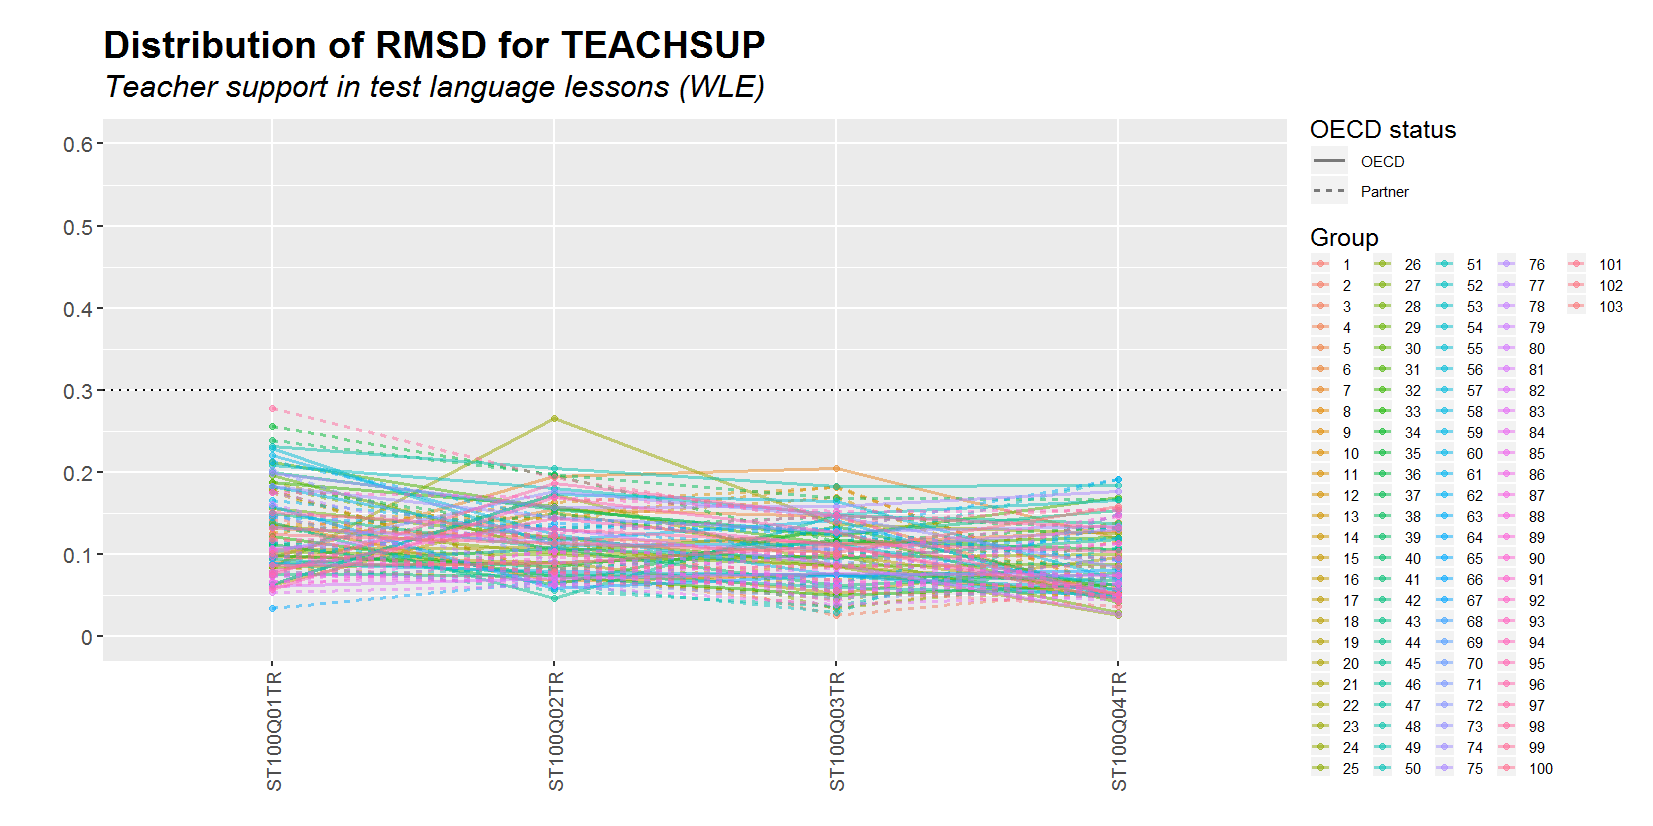 Distribution of RMSD for TEACHSUP
Teacher support in test language lessons (WLE)
0.6
0.5
0.4
0.3
0.2
0.1
0
ST100Q01TR
ST100Q02TR
ST100Q03TR
ST100Q04TR
OECD status
OECD
Partner
Group
1 26 51 76 101
2 27 52 77 102
3 28 53 78 103
4 29 54 79
5 30 55 80
6 31 56 81
7 32 57 82
8 33 58 83
9 34 59 84
10 35 60 85
11 36 61 86
12 37 62 87
13 38 63 88
14 39 64 89
15 40 65 90
16 41 66 91
17 42 67 92
18 43 68 93
19 44 69 94
20 45 70 95
21 46 71 96
22 47 72 97
23 48 73 98
24 49 74 99
25 50 75 100